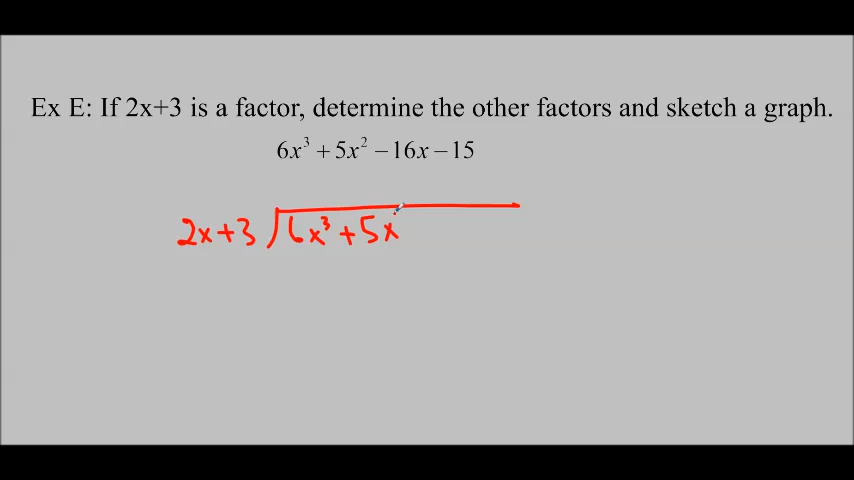 Ex E: If 2x+3 is a factor, determine the other factors and sketch a graph.
6x³ + 5x² − 16x − 15
2x + 3 ) 6x³ + 5x